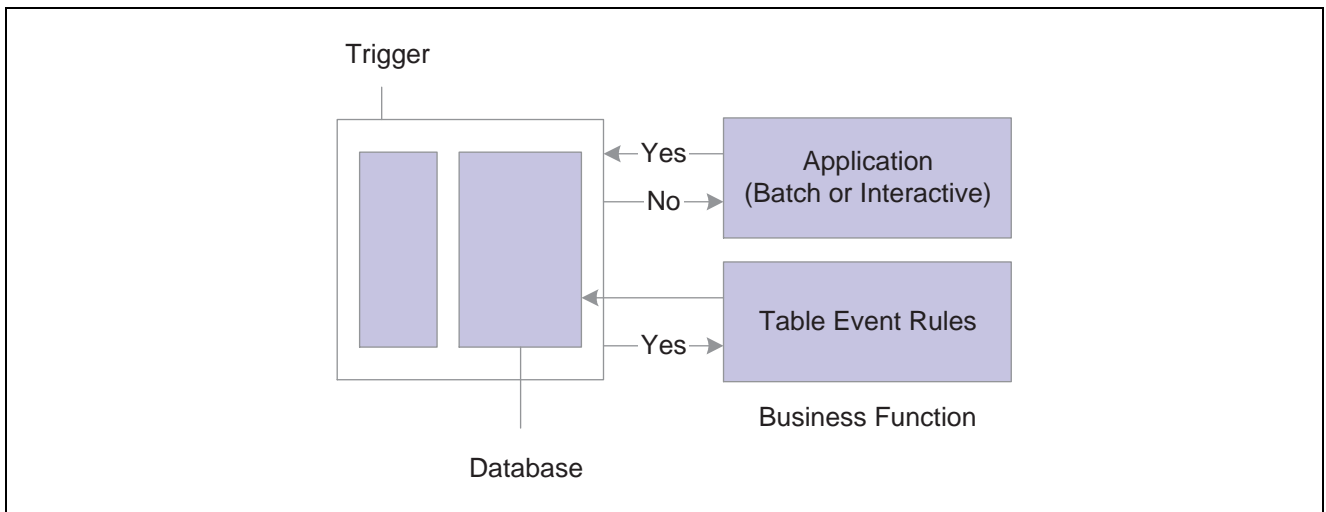 Trigger
Yes
No
Application
(Batch or Interactive)
Table Event Rules
Yes
Business Function
Database